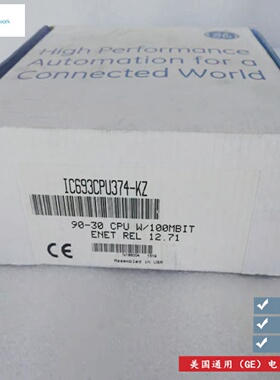 High Performance
Automation for a
Connected World
IC693CPU374-KZ
90-30 CPU W/100MBIT
ENET REL 12.71
Assembled in USA
CE
美国通用（GE）电